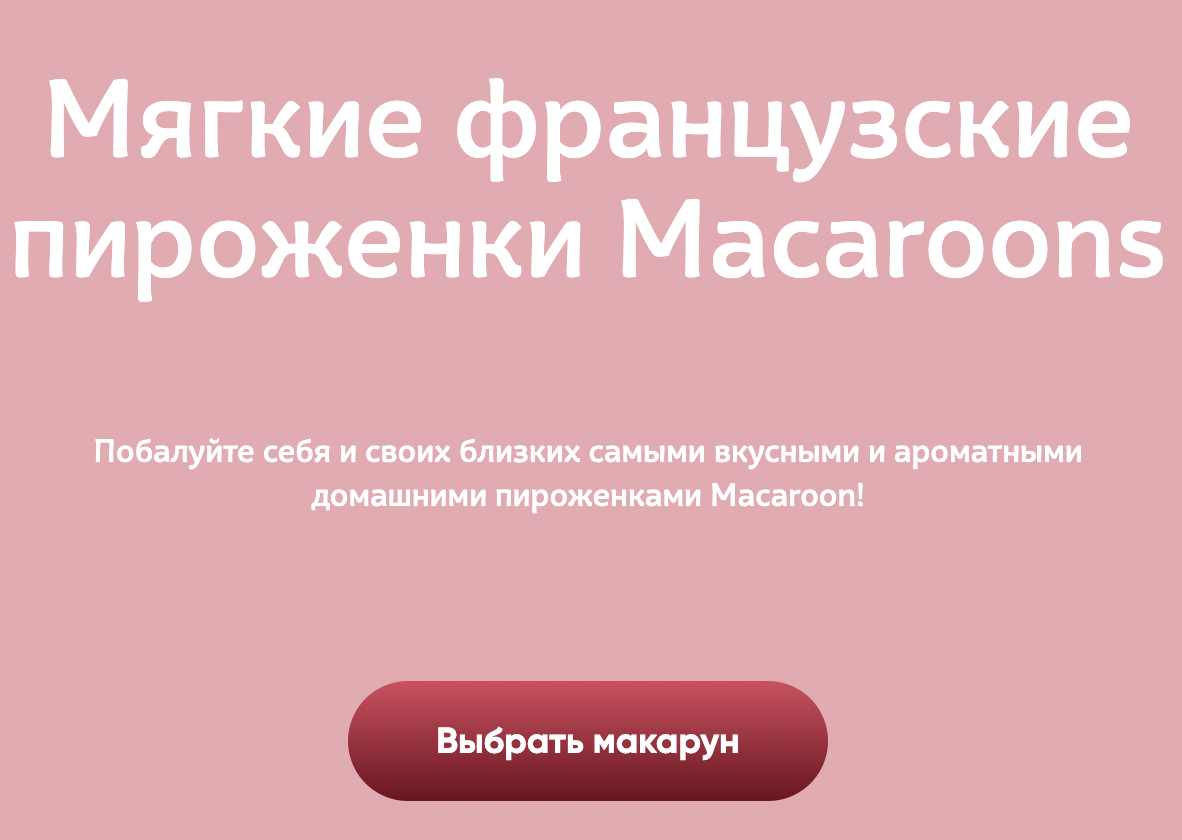 Мягкие французские
пироженки Macaroons
Побалуйте себя и своих близких самыми вкусными и ароматными
домашними пироженками Macaroon!
Выбрать макарун